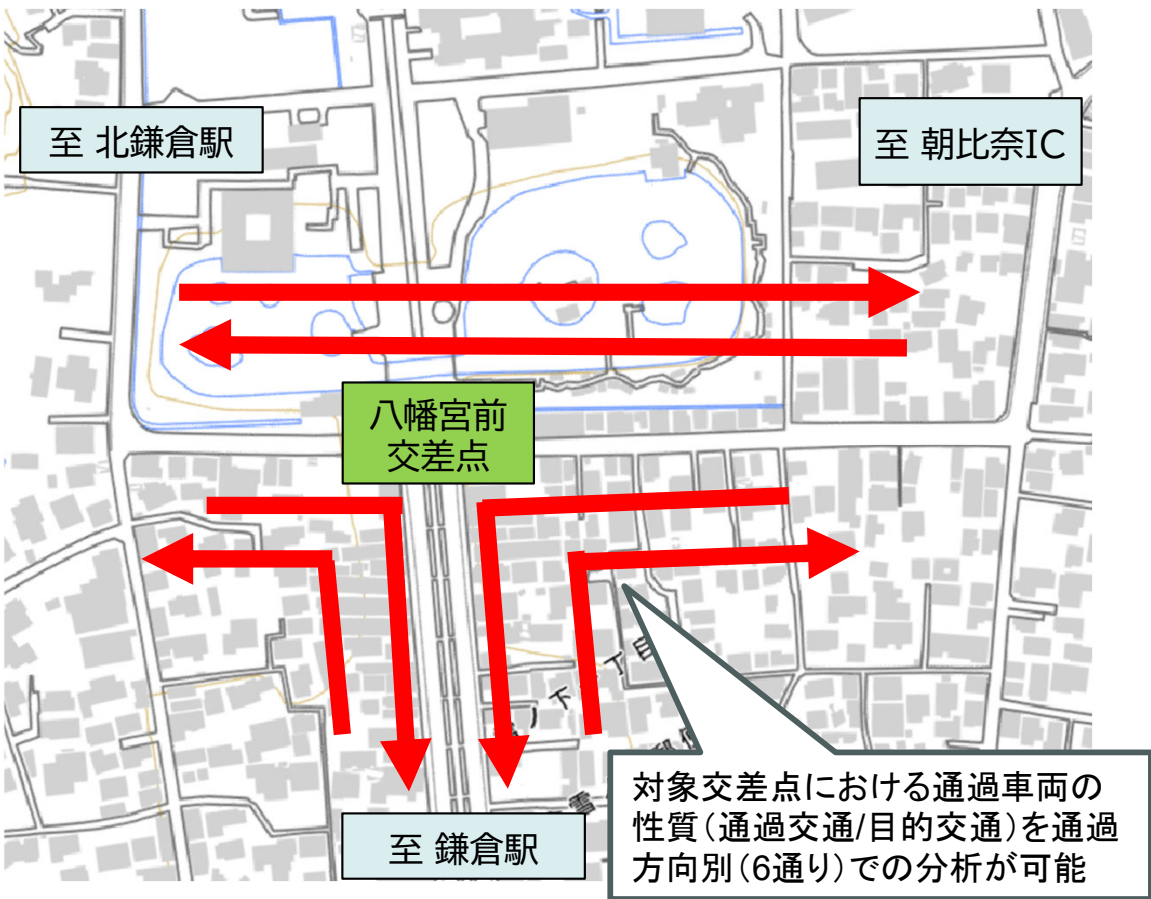 至 北鎌倉駅
至 朝比奈IC
八幡宮前
交差点
至 鎌倉駅
対象交差点における通過車両の
性質（通過交通/目的交通）を通過
方向別（6通り）での分析が可能